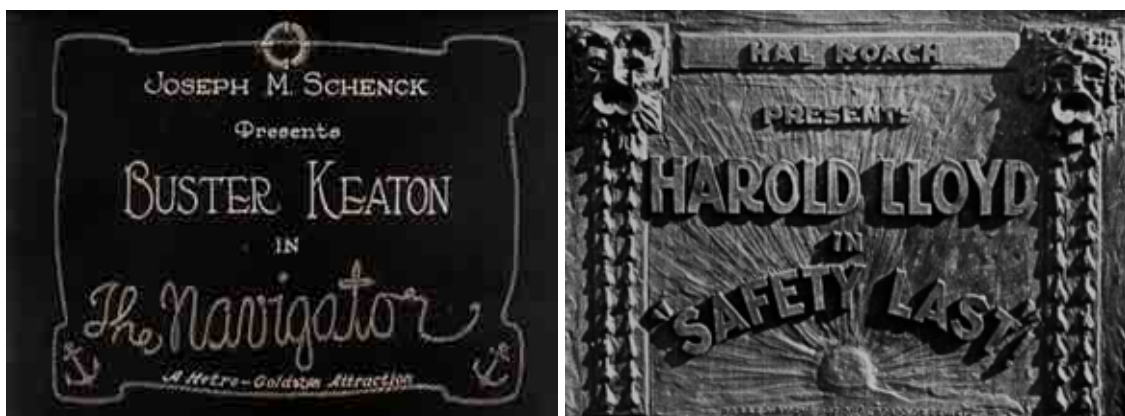 JOSEPH M. SCHENCK
Presents
BUSTER KEATON
IN
The Navigator
A Metro-Goldwyn Attraction
HAL ROACH
PRESENTS
HAROLD LLOYD
IN
"SAFETY LAST"